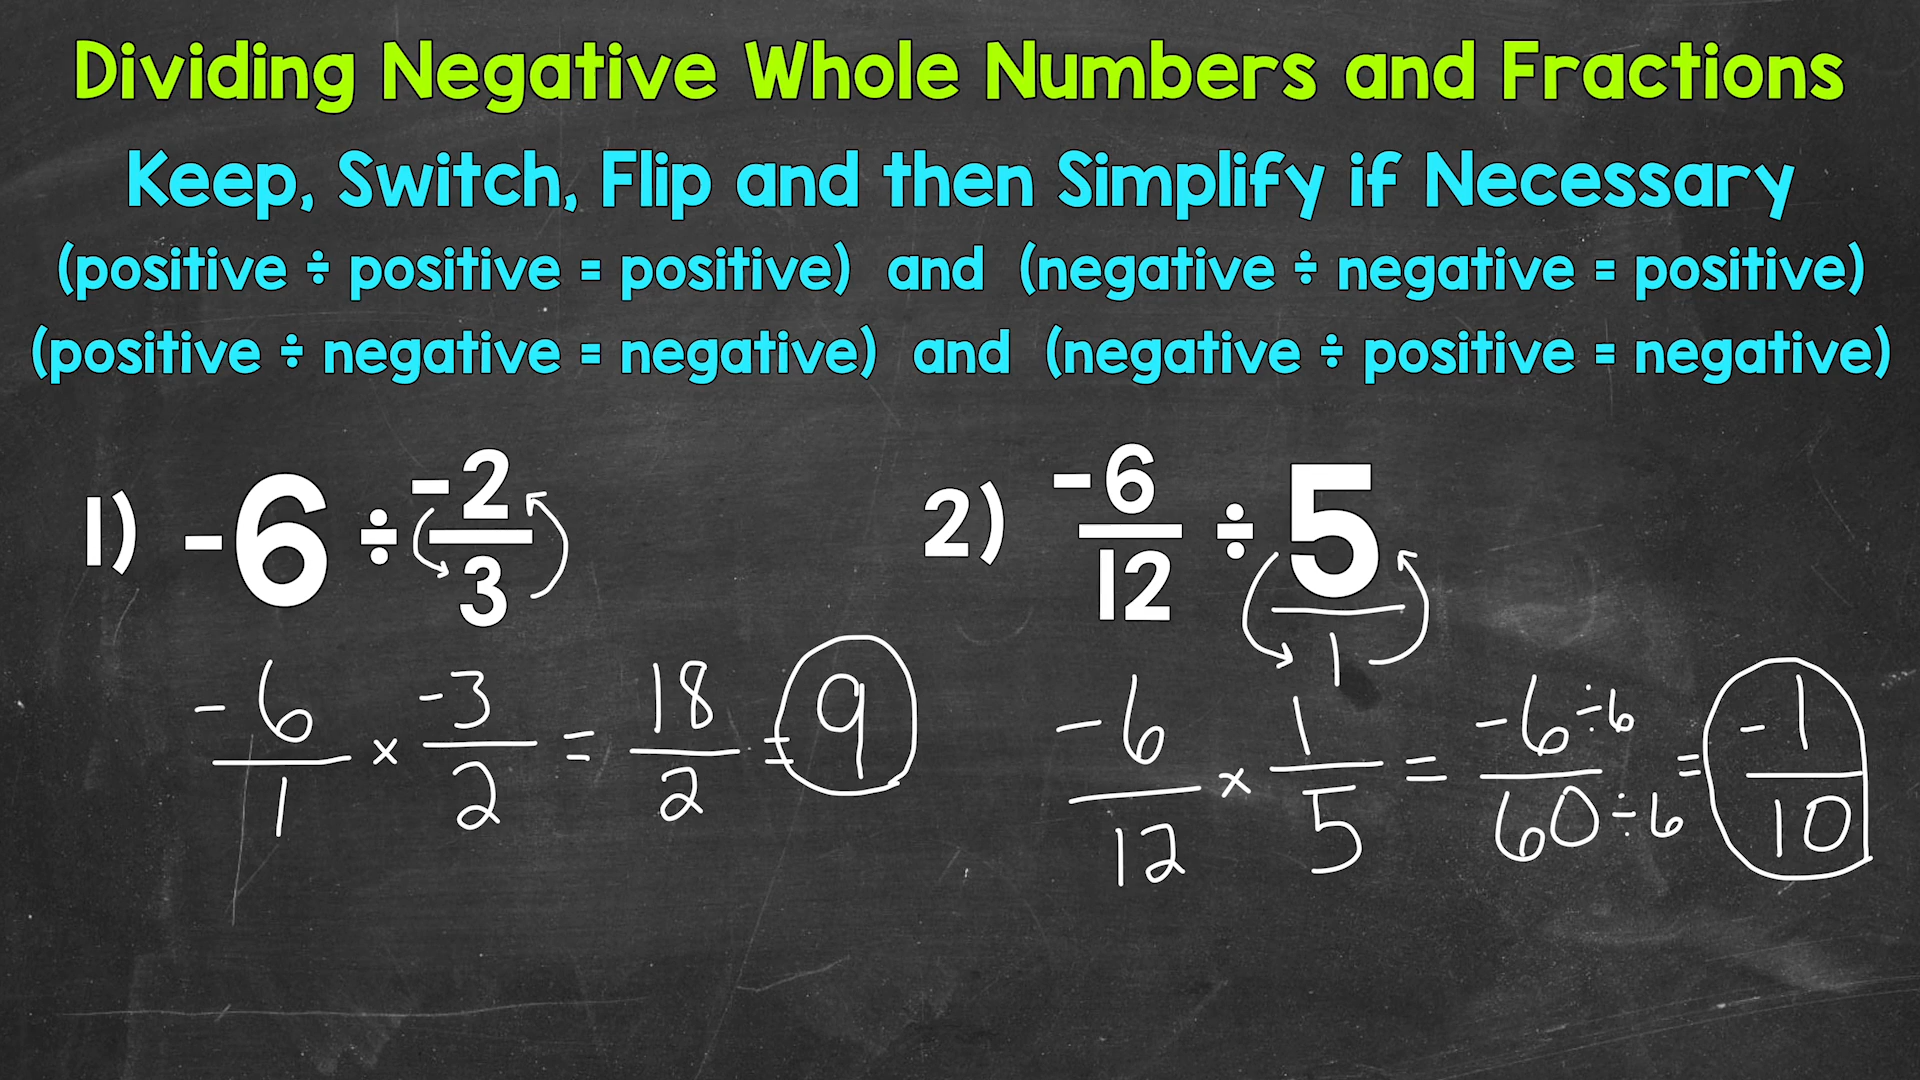 Dividing Negative Whole Numbers and Fractions
Keep, Switch, Flip and then Simplify if Necessary
(positive ÷ positive = positive) and (negative ÷ negative = positive)
(positive ÷ negative = negative) and (negative ÷ positive = negative)
1) -6 ÷ -2/3
-6/1 × -3/2 = 18/2 = 9
2) -6/12 ÷ 5/1
-6/12 × 1/5 = -6÷6/60÷6 = -1/10